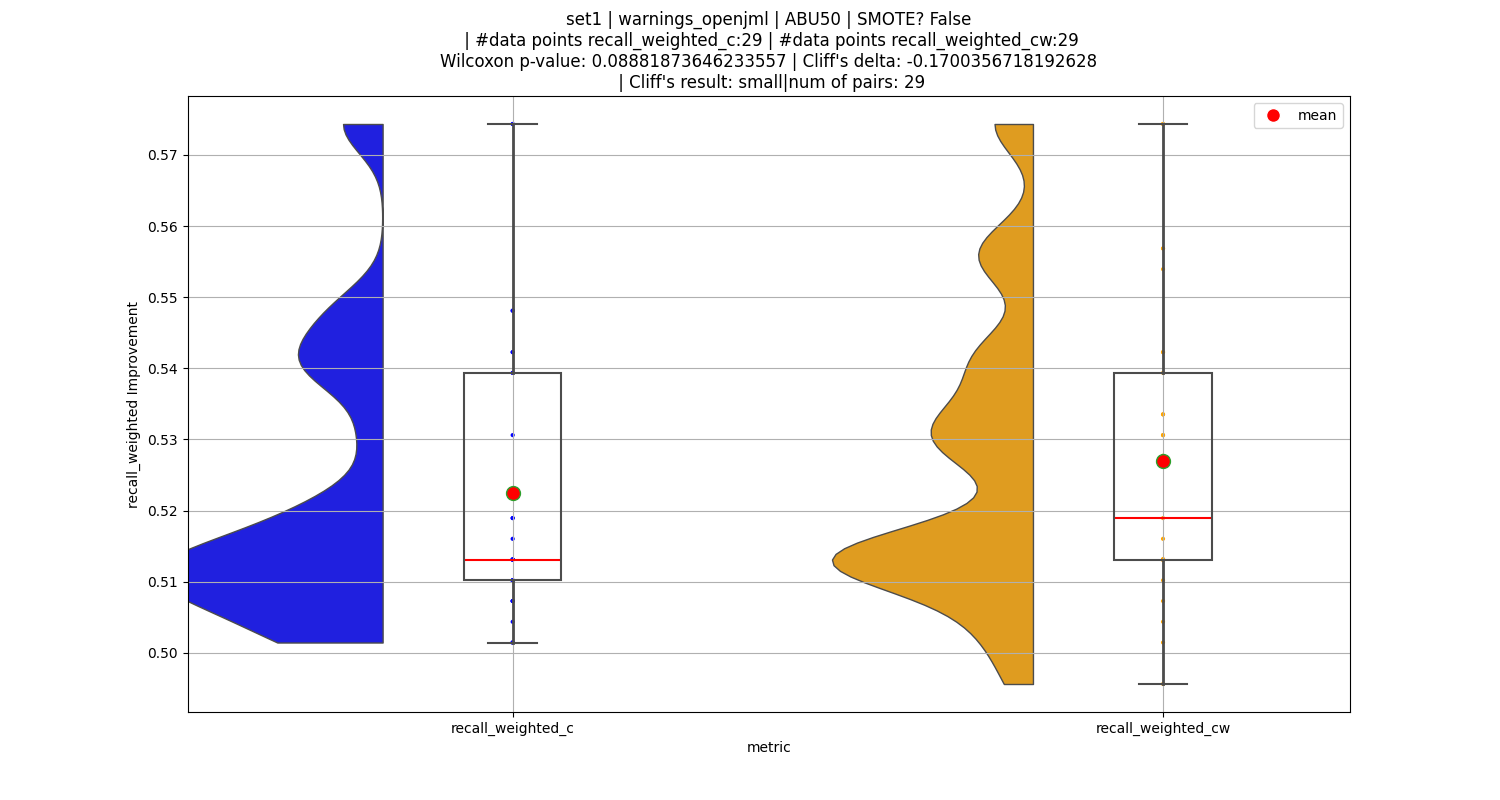 set1 | warnings_openjml | ABU50 | SMOTE? False
| #data points recall_weighted_c:29 | #data points recall_weighted_cw:29
Wilcoxon p-value: 0.08881873646233557 | Cliff's delta: -0.1700356718192628
| Cliff's result: small|num of pairs: 29
mean
0.57
0.56
0.55
0.54
0.53
0.52
0.51
0.50
recall_weighted Improvement
recall_weighted_c
recall_weighted_cw
metric